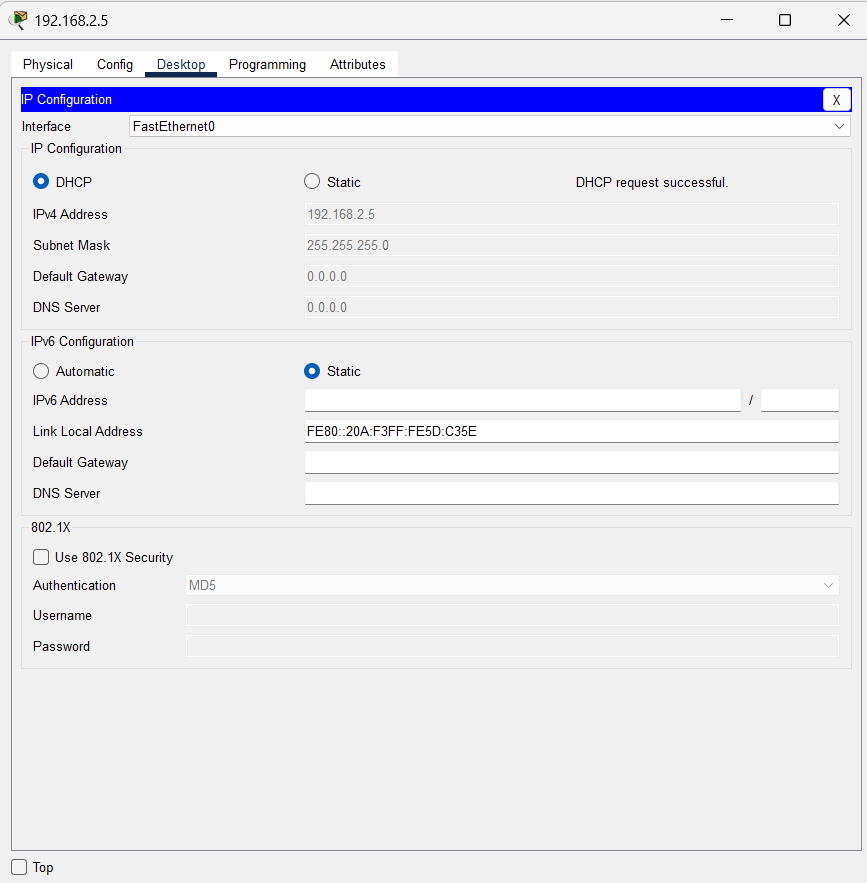 192.168.2.5
Physical Config Desktop Programming Attributes
IP Configuration X
Interface FastEthernet0
IP Configuration
DHCP Static DHCP request successful.
IPv4 Address 192.168.2.5
Subnet Mask 255.255.255.0
Default Gateway 0.0.0.0
DNS Server 0.0.0.0
IPv6 Configuration
Automatic Static
IPv6 Address /
Link Local Address FE80::20A:F3FF:FE5D:C35E
Default Gateway
DNS Server
802.1X
Use 802.1X Security
Authentication MD5
Username
Password
Top